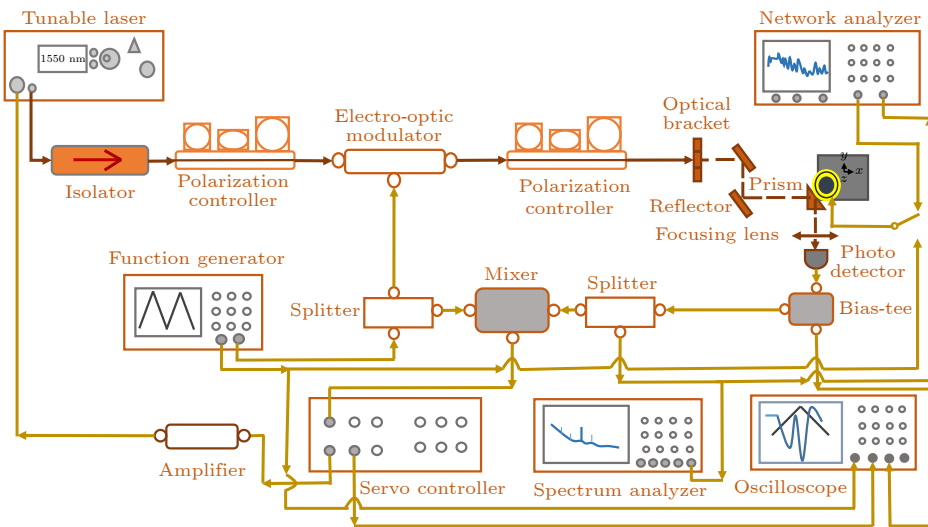 Tunable laser
Network analyzer
1550 nm
Electro-optic
modulator
Optical
bracket
y
x
z
Isolator
Polarization
controller
Polarization
controller
Prism
Reflector
Focusing lens
Photo
detector
Function generator
Mixer
Splitter
Splitter
Bias-tee
Amplifier
Servo controller
Spectrum analyzer
Oscilloscope